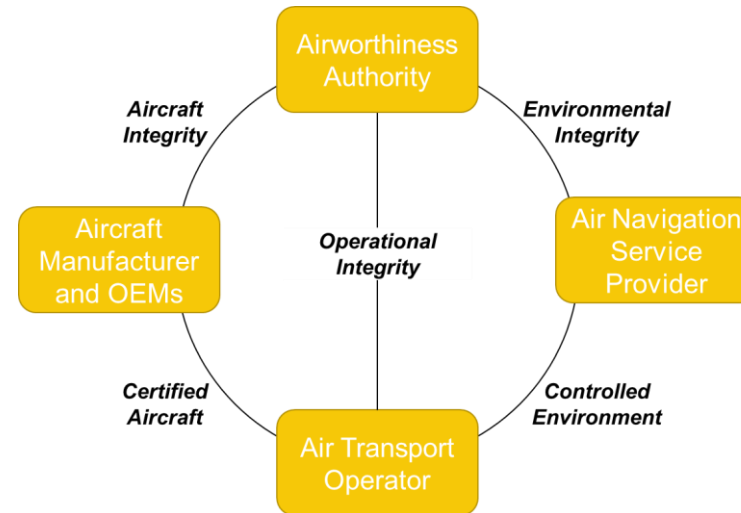 Airworthiness
Authority
Aircraft
Integrity
Environmental
Integrity
Aircraft
Manufacturer
and OEMs
Operational
Integrity
Air Navigation
Service
Provider
Certified
Aircraft
Controlled
Environment
Air Transport
Operator